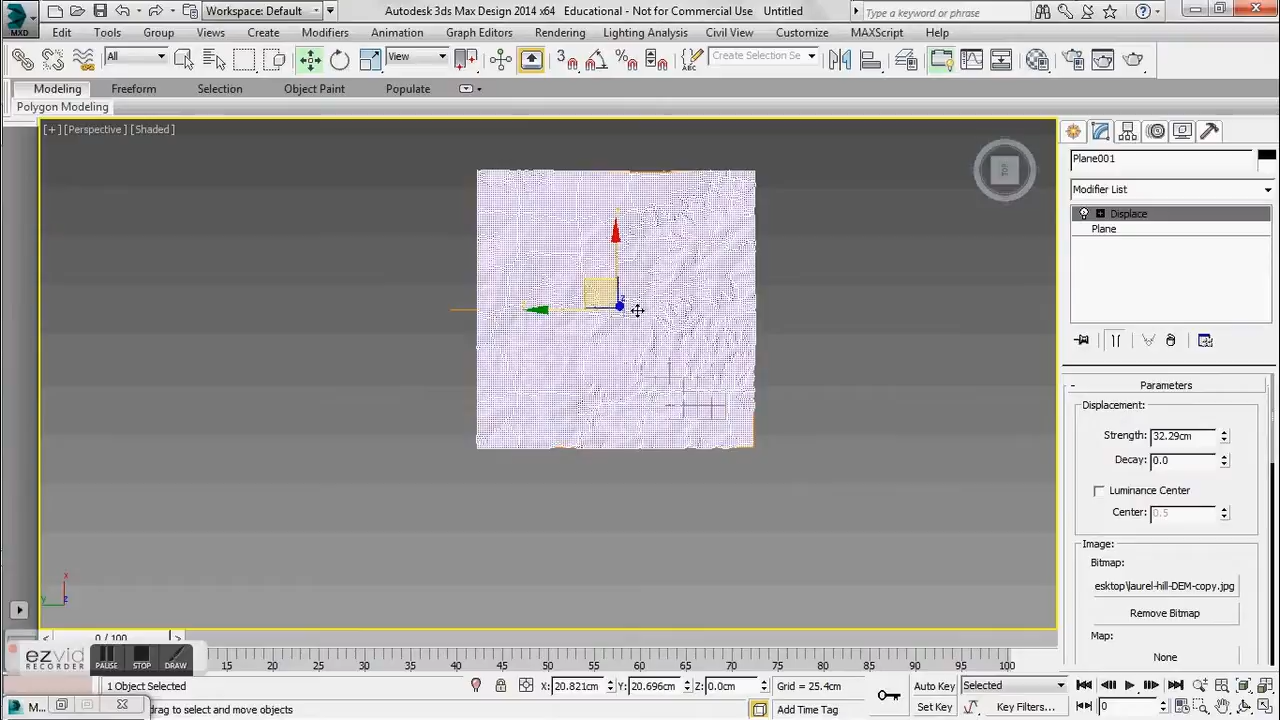 MXD
Workspace: Default
Autodesk 3ds Max Design 2014 x64 Educational - Not for Commercial Use Untitled
Type a keyword or phrase
Edit Tools Group Views Create Modifiers Animation Graph Editors Rendering Lighting Analysis Civil View Customize MAXScript Help
All View 3 Create Selection Se
Modeling Freeform Selection Object Paint Populate
Polygon Modeling
[+] [Perspective ] [Shaded ]
TOP
Plane001
Modifier List
Displace
Plane
Parameters
Displacement:
Strength: 32.29cm
Decay: 0.0
Luminance Center
Center: 0.5
Image:
Bitmap:
esktop\laurel-hill-DEM-copy.jpg
Remove Bitmap
Map:
None
x
y z
0 / 100
ezvid
RECORDER
PAUSE STOP DRAW
15 20 25 30 35 40 45 50 55 60 65 70 75 80 85 90 95 100
1 Object Selected X: 20.821cm Y: 20.696cm Z: 0.0cm Grid = 25.4cm Auto Key Selected
M... drag to select and move objects Add Time Tag Set Key Key Filters... 0